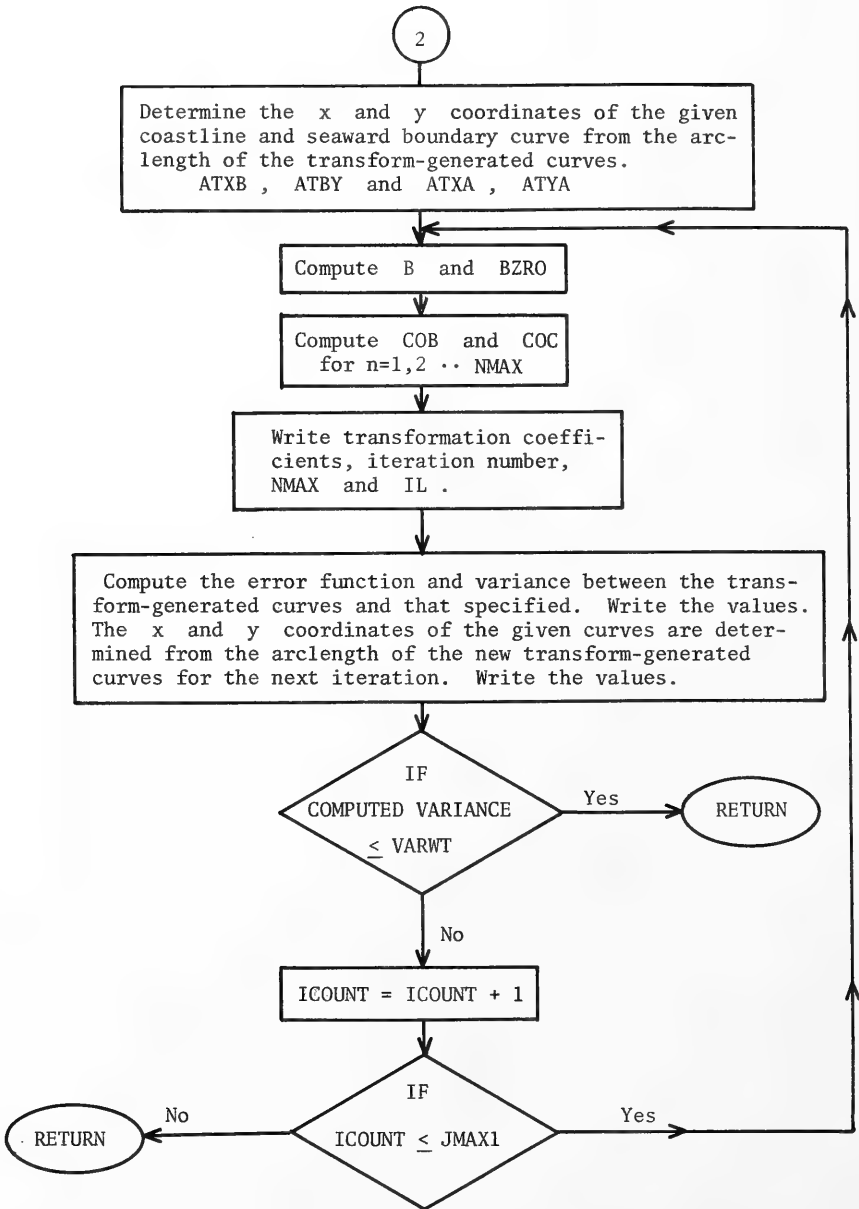 2
Determine the x and y coordinates of the given
coastline and seaward boundary curve from the arc-
length of the transform-generated curves.
ATXB , ATBY and ATXA , ATYA
Compute B and BZRO
Compute COB and COC
for n=1,2 ·· NMAX
Write transformation coeffi-
cients, iteration number,
NMAX and IL .
Compute the error function and variance between the trans-
form-generated curves and that specified. Write the values.
The x and y coordinates of the given curves are deter-
mined from the arclength of the new transform-generated
curves for the next iteration. Write the values.
IF
COMPUTED VARIANCE
≤ VARWT
Yes
RETURN
No
ICOUNT = ICOUNT + 1
IF
ICOUNT ≤ JMAX1
No
RETURN
Yes